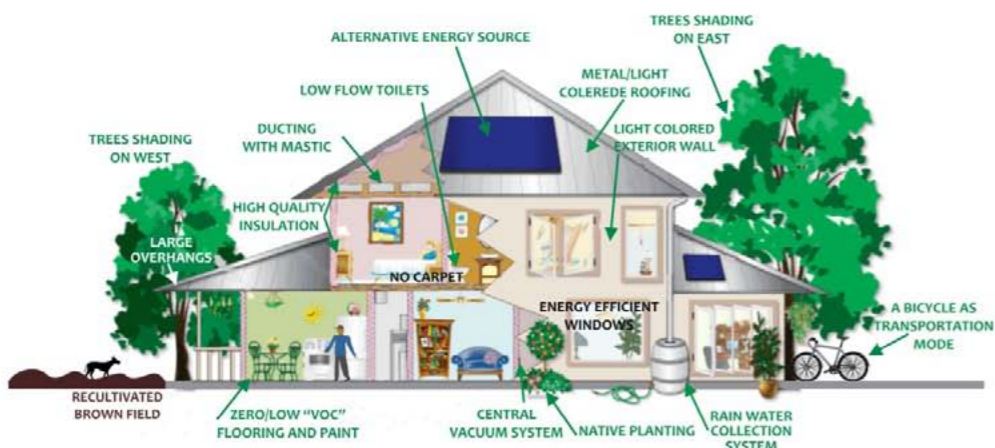 ALTERNATIVE ENERGY SOURCE
TREES SHADING
ON EAST
METAL/LIGHT
COLEREDE ROOFING
LOW FLOW TOILETS
LIGHT COLORED
EXTERIOR WALL
DUCTING
WITH MASTIC
TREES SHADING
ON WEST
HIGH QUALITY
INSULATION
LARGE
OVERHANGS
NO CARPET
ENERGY EFFICIENT
WINDOWS
A BICYCLE AS
TRANSPORTATION
MODE
RECULTIVATED
BROWN FIELD
ZERO/LOW “VOC”
FLOORING AND PAINT
CENTRAL
VACUUM SYSTEM
NATIVE PLANTING
RAIN WATER
COLLECTION
SYSTEM